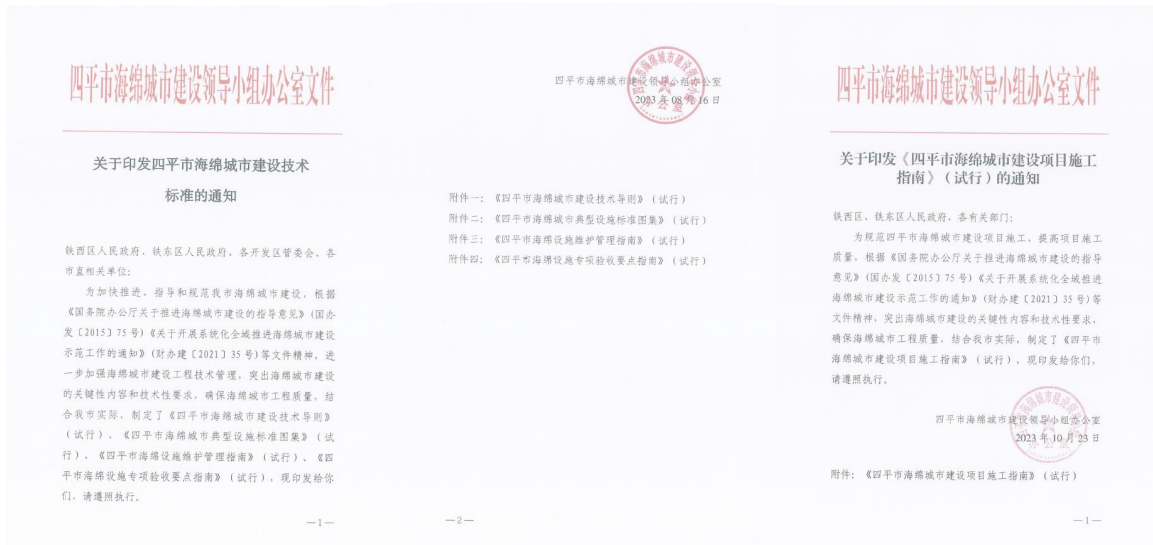 四平市海绵城市建设领导小组办公室文件
关于印发四平市海绵城市建设技术
标准的通知
铁西区人民政府、铁东区人民政府、各开发区管委会、各
市直相关单位：
为加快推进、指导和规范我市海绵城市建设，根据
《国务院办公厅关于推进海绵城市建设的指导意见》（国办
发〔2015〕75号）《关于开展系统化全域推进海绵城市建设
示范工作的通知》（财办建〔2021〕35号）等文件精神，进
一步加强海绵城市建设工程技术管理，突出海绵城市建设
的关键性内容和技术性要求，确保海绵城市工程质量，结
合我市实际，制定了《四平市海绵城市建设技术导则》
（试行）、《四平市海绵城市典型设施标准图集》（试
行）、《四平市海绵设施维护管理指南》（试行）、《四
平市海绵设施专项验收要点指南》（试行），现印发给你
们，请遵照执行。
—1—
四平市海绵城市建设领导小组办公室
2023年08月16日
附件一：《四平市海绵城市建设技术导则》（试行）
附件二：《四平市海绵城市典型设施标准图集》（试行）
附件三：《四平市海绵设施维护管理指南》（试行）
附件四：《四平市海绵设施专项验收要点指南》（试行）
—2—
四平市海绵城市建设领导小组办公室文件
关于印发《四平市海绵城市建设项目施工
指南》（试行）的通知
铁西区、铁东区人民政府、各有关部门：
为规范四平市海绵城市建设项目施工，提高项目施工
质量，根据《国务院办公厅关于推进海绵城市建设的指导
意见》（国办发〔2015〕75号）《关于开展系统化全域推进
海绵城市建设示范工作的通知》（财办建〔2021〕35号）等
文件精神，突出海绵城市建设的关键性内容和技术性要求，
确保海绵城市工程质量，结合我市实际，制定了《四平市
海绵城市建设项目施工指南》（试行），现印发给你们，
请遵照执行。
四平市海绵城市建设领导小组办公室
2023年10月23日
附件：《四平市海绵城市建设项目施工指南》（试行）
—1—